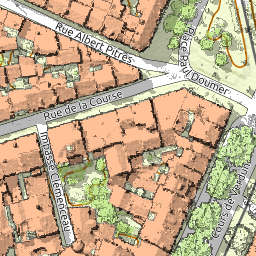 Rue Albert Pitres
Place Paul Doumer
Rue de la Course
Impasse Clémenceau
Cours de Verdun